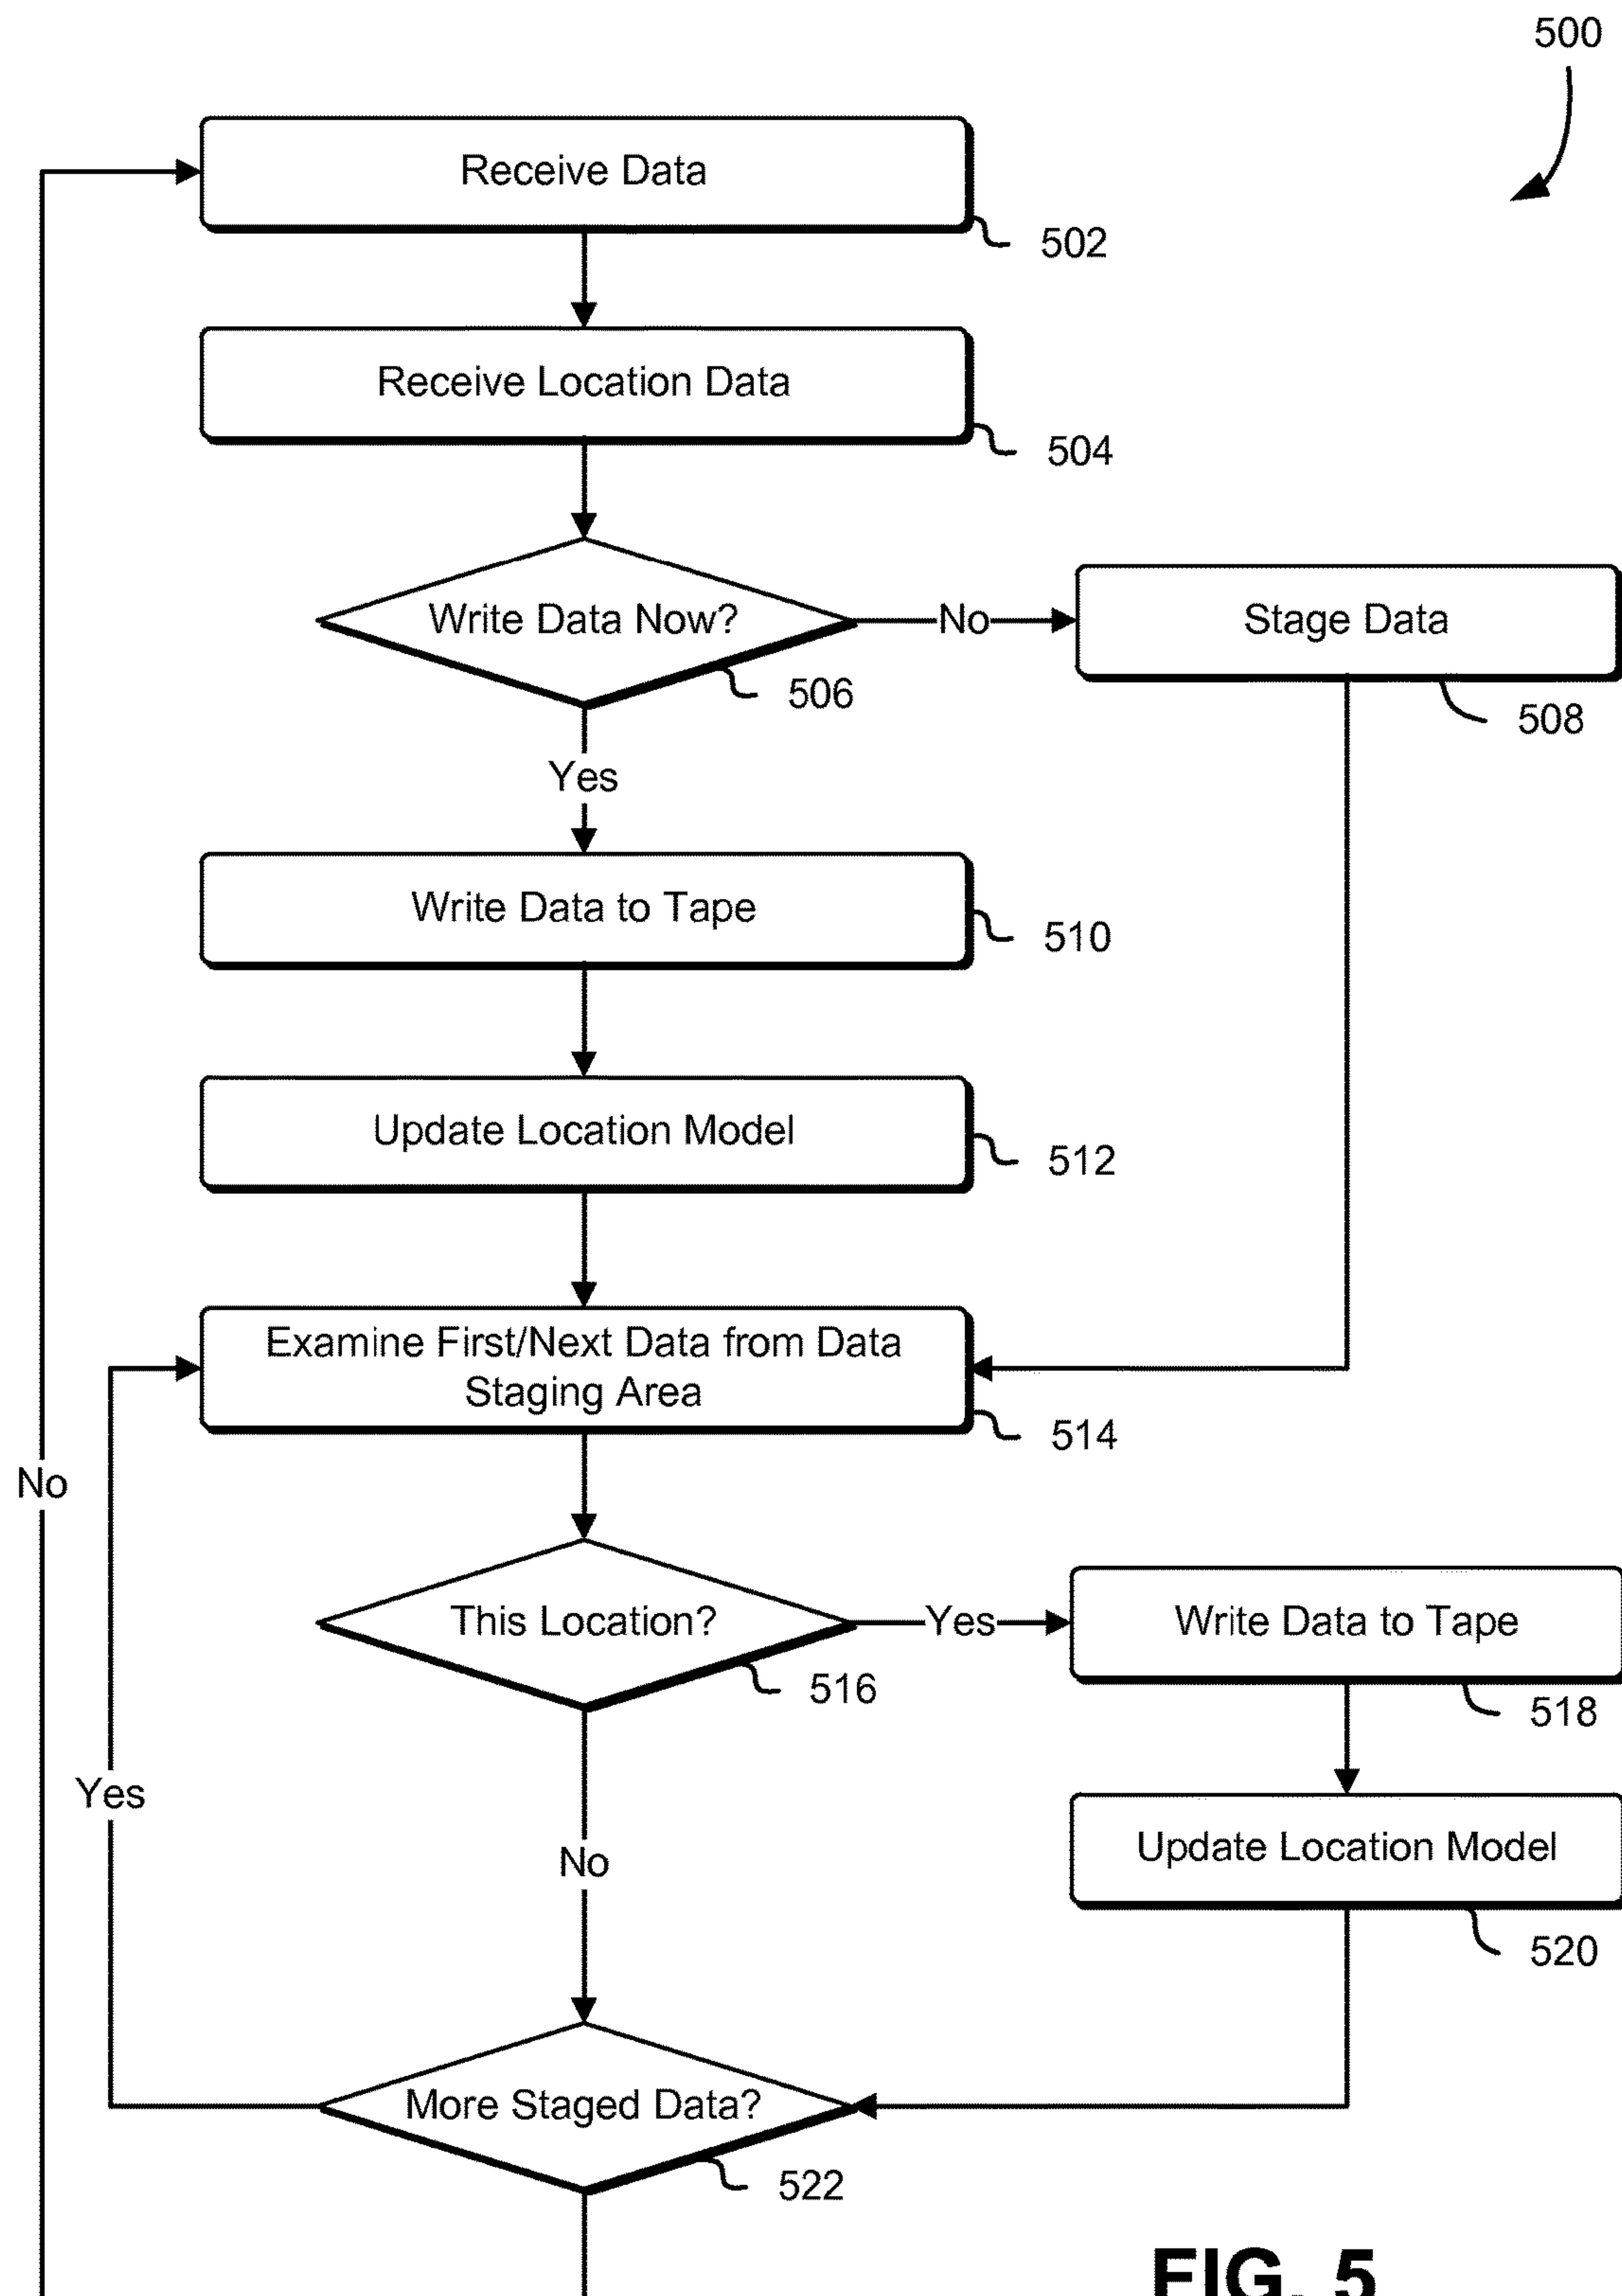 500
Receive Data
502
Receive Location Data
504
Write Data Now?
No
Stage Data
506
508
Yes
Write Data to Tape
510
Update Location Model
512
Examine First/Next Data from Data
Staging Area
514
No
This Location?
Yes
Write Data to Tape
516
518
Yes
Update Location Model
No
520
More Staged Data?
522
FIG. 5